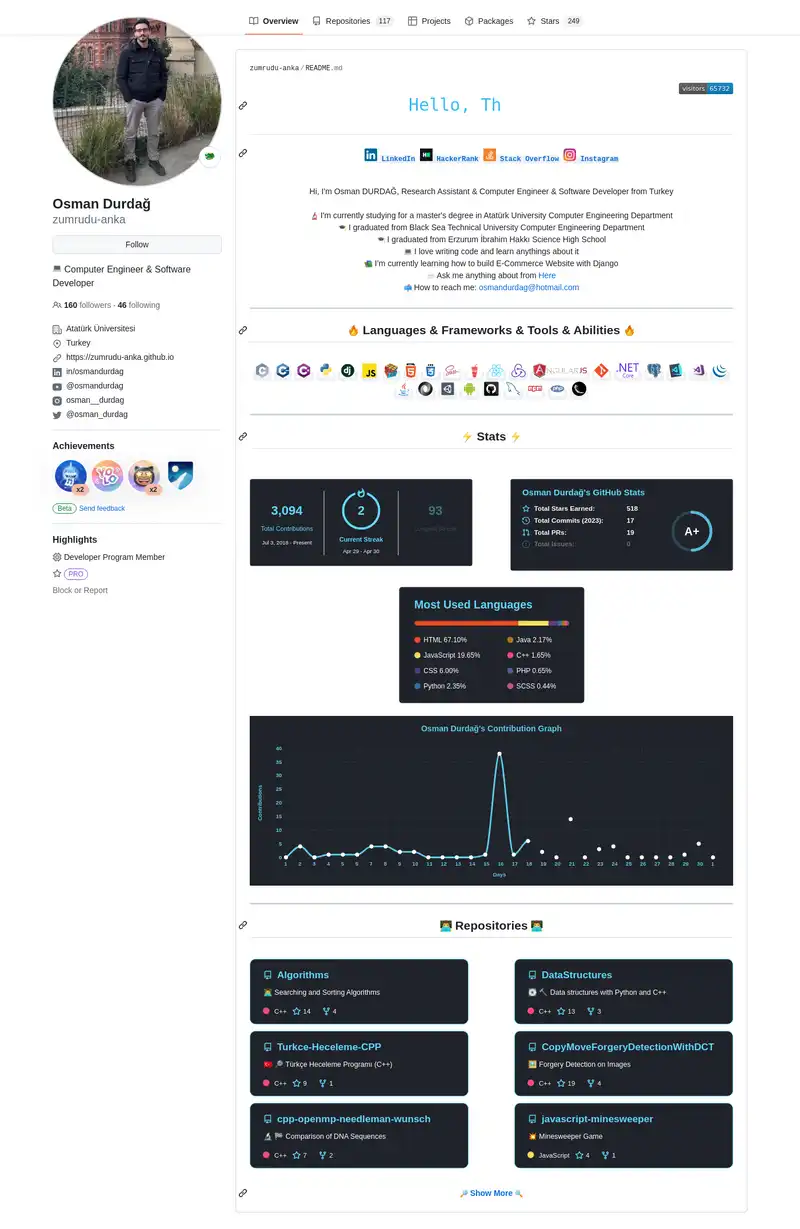 Overview
Repositories 117
Projects
Packages
Stars 249
Osman Durdağ
zumrudu-anka
Follow
Computer Engineer & Software
Developer
160 followers · 46 following
Atatürk Üniversitesi
Turkey
https://zumrudu-anka.github.io
in/osmandurdag
@osmandurdag
osman__durdag
@osman_durdag
Achievements
x2
YOLO
x2
Beta Send feedback
Highlights
Developer Program Member
PRO
Block or Report
zumrudu-anka / README.md
visitors 65732
Hello, Th
LinkedIn HackerRank Stack Overflow Instagram
Hi, I'm Osman DURDAĞ, Research Assistant & Computer Engineer & Software Developer from Turkey
I'm currently studying for a master's degree in Atatürk University Computer Engineering Department
I graduated from Black Sea Technical University Computer Engineering Department
I graduated from Erzurum İbrahim Hakkı Science High School
I love writing code and learn anythings about it
I'm currently learning how to build E-Commerce Website with Django
Ask me anything about from Here
How to reach me: osmandurdag@hotmail.com
🔥 Languages & Frameworks & Tools & Abilities 🔥
⚡ Stats ⚡
3,094
Total Contributions
Jul 3, 2018 - Present
2
Current Streak
Apr 29 - Apr 30
93
Osman Durdağ's GitHub Stats
Total Stars Earned: 518
Total Commits (2023): 17
Total PRs: 19
Total Issues: 8
A+
Most Used Languages
HTML 67.10%
Java 2.17%
JavaScript 19.65%
C++ 1.65%
CSS 6.00%
PHP 0.65%
Python 2.35%
SCSS 0.44%
Osman Durdağ's Contribution Graph
Contributions
40
35
30
25
20
15
10
5
0
1 2 3 4 5 6 7 8 9 10 11 12 13 14 15 16 17 18 19 20 21 22 23 24 25 26 27 28 29 30 1
Days
Repositories
Algorithms
Searching and Sorting Algorithms
C++ 14 4
DataStructures
Data structures with Python and C++
C++ 13 3
Turkce-Heceleme-CPP
Türkçe Heceleme Programı (C++)
C++ 9 1
CopyMoveForgeryDetectionWithDCT
Forgery Detection on Images
C++ 19 4
cpp-openmp-needleman-wunsch
Comparison of DNA Sequences
C++ 7 2
javascript-minesweeper
Minesweeper Game
JavaScript 4 1
Show More